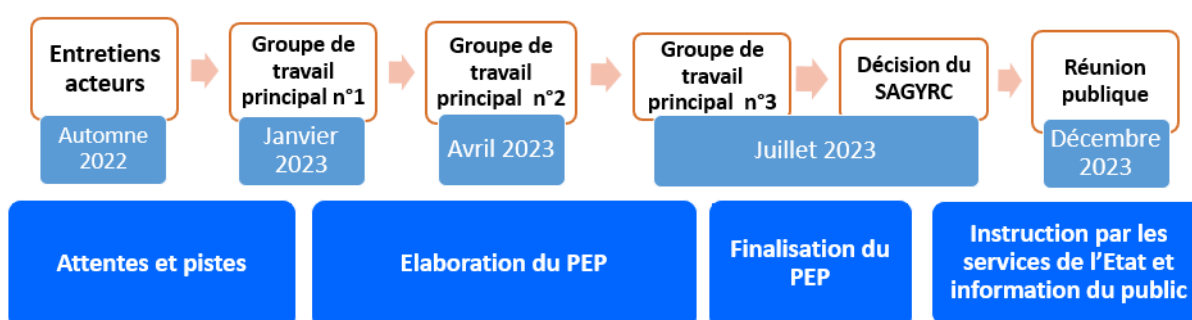 Entretiens
acteurs
Groupe de
travail
principal n°1
Groupe de
travail
principal n°2
Groupe de
travail
principal n°3
Décision du
SAGYRC
Réunion
publique
Automne
2022
Janvier
2023
Avril 2023
Juillet 2023
Décembre
2023
Attentes et pistes
Elaboration du PEP
Finalisation du
PEP
Instruction par les
services de l'Etat et
information du public